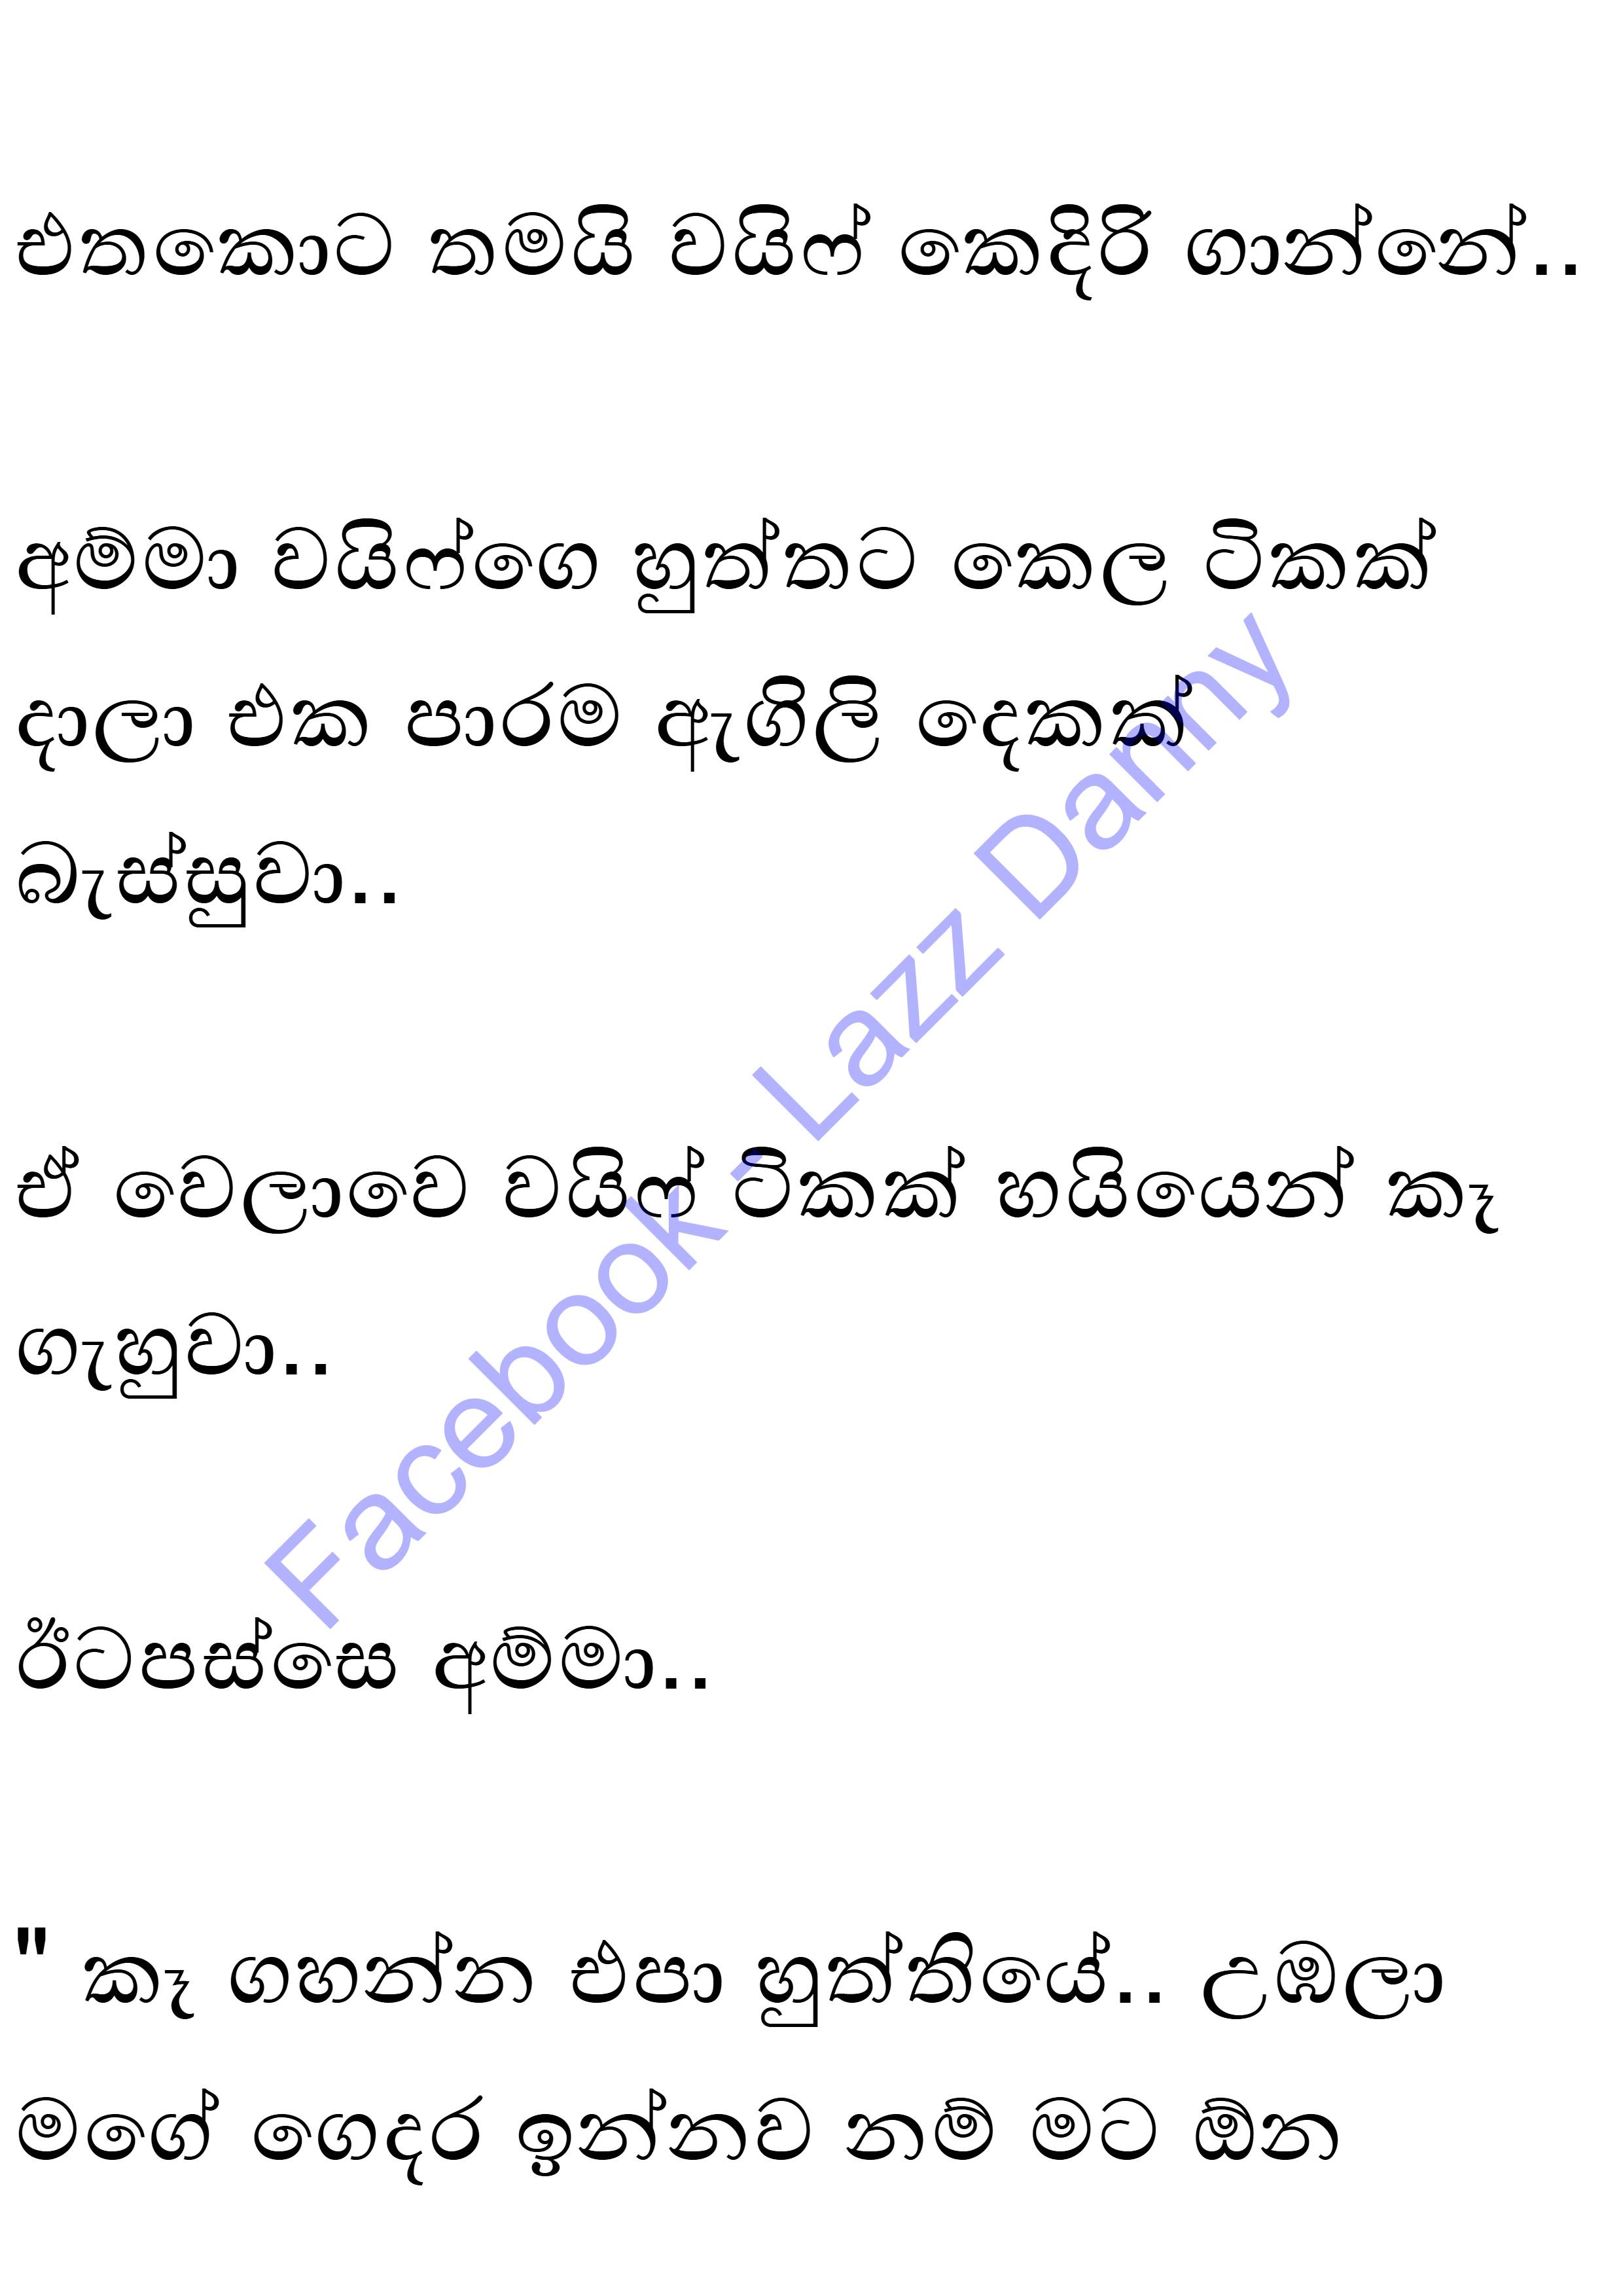 එතකොට තමයි වයිෆ් කෙදිරි ගාන්නේ..
අම්මා වයිෆ්ගෙ හුත්තට කෙල ටිකක්
දාලා එක පාරම ඇගිලි දෙකක්
බැස්සුවා..
ඒ වෙලාවෙ වයිෆ් ටිකක් හයියෙන් කෑ
ගැහුවා..
ඊටපස්සෙ අම්මා..
" කෑ ගහන්න එපා හුත්තියේ.. උඹලා
මගේ ගෙදර ඉන්නව නම් මට ඕන
Facebook - Lazz Danny